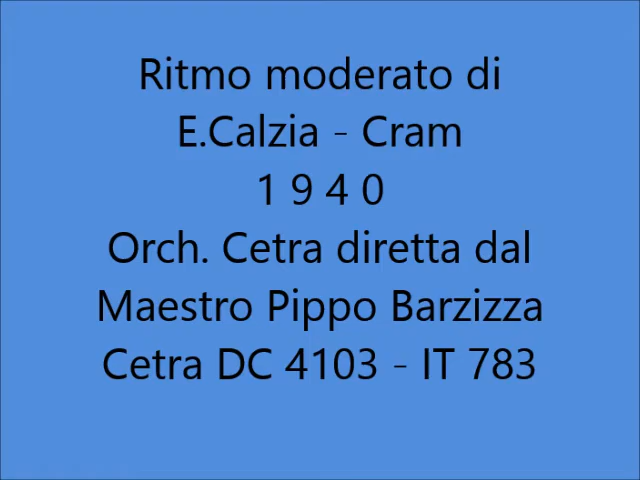 Ritmo moderato di
E.Calzia - Cram
1 9 4 0
Orch. Cetra diretta dal
Maestro Pippo Barzizza
Cetra DC 4103 - IT 783